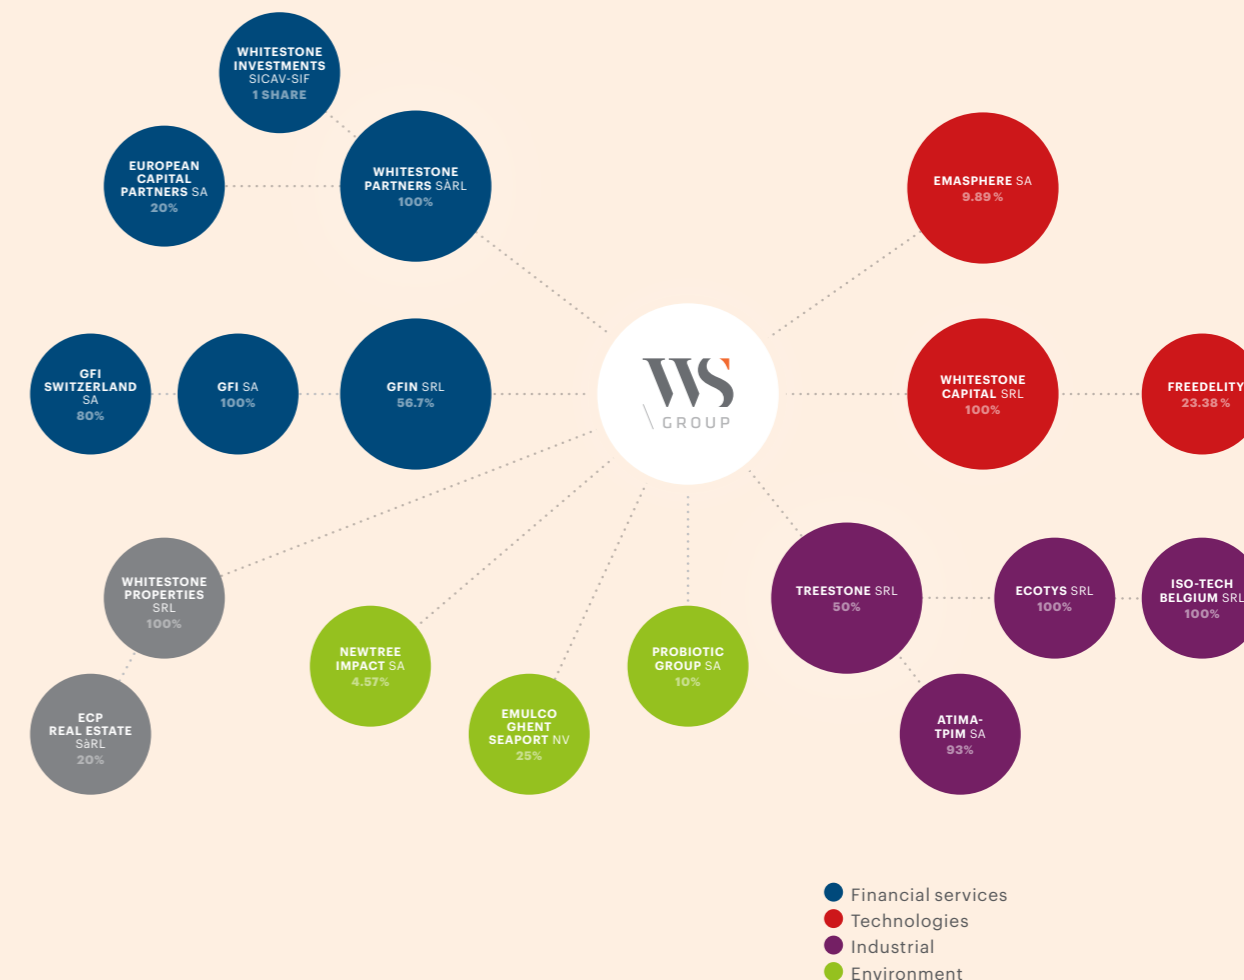 WHITESTONE
INVESTMENTS
SICAV-SIF
1 SHARE
EUROPEAN
CAPITAL
PARTNERS SA
20%
WHITESTONE
PARTNERS SÀRL
100%
EMASPHERE SA
9.89%
GFI
SWITZERLAND
SA
80%
GFI SA
100%
GFIN SRL
56.7%
WS
GROUP
WHITESTONE
CAPITAL SRL
100%
FREEDELITY
23.38%
WHITESTONE
PROPERTIES
SRL
100%
ECP
REAL ESTATE
SàRL
20%
NEWTREE
IMPACT SA
4.57%
EMULCO
GHENT
SEAPORT NV
25%
PROBIOTIC
GROUP SA
10%
TREESTONE SRL
50%
ECOTYS SRL
100%
ISO-TECH
BELGIUM SRL
100%
ATIMA-
TPIM SA
93%
Financial services
Technologies
Industrial
Environment